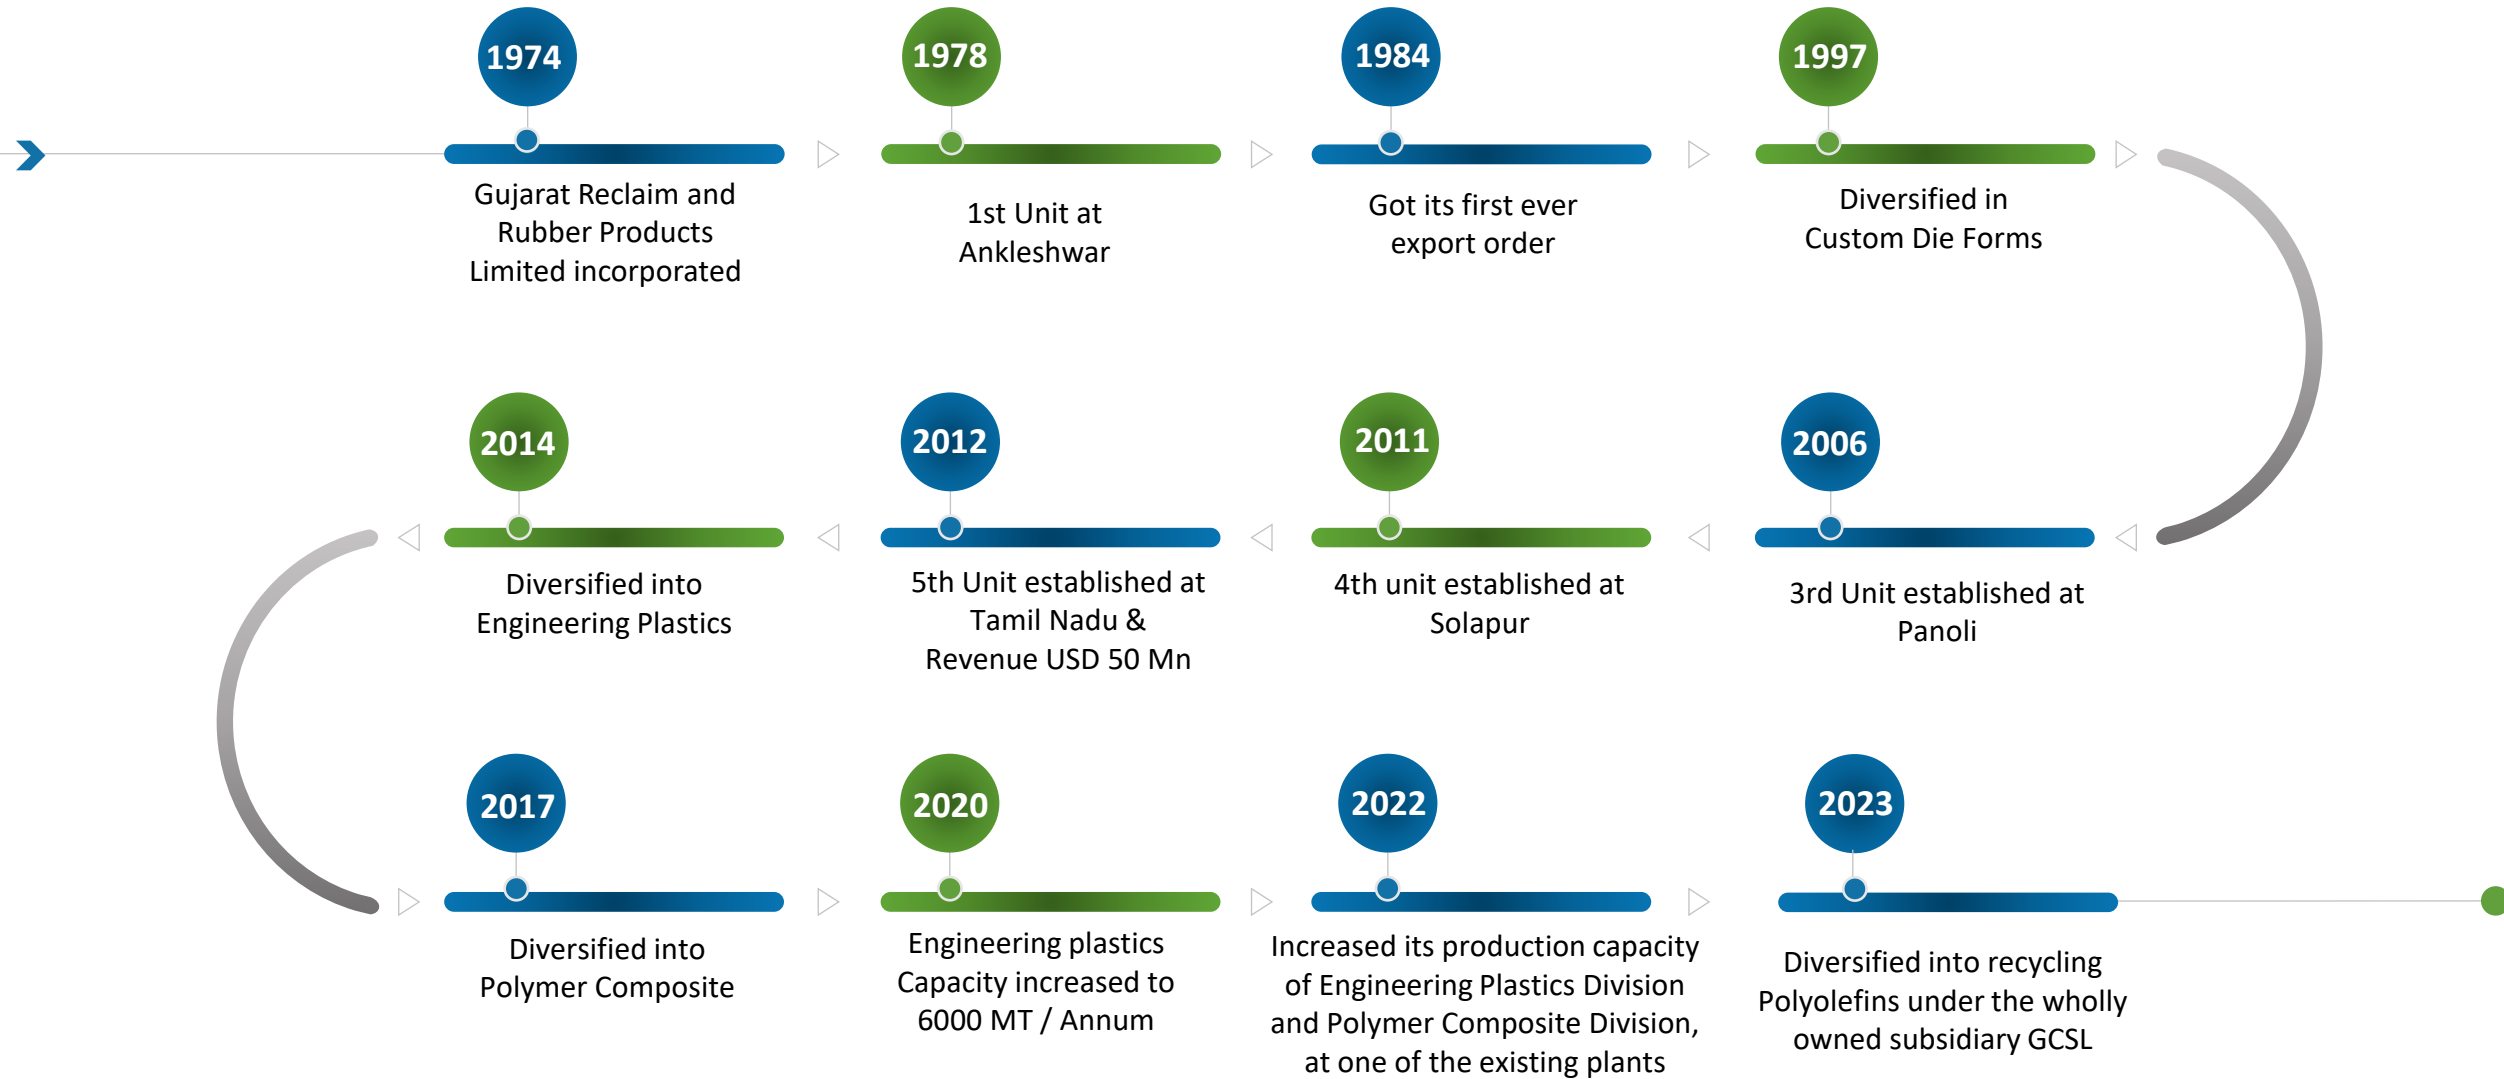 1974
Gujarat Reclaim and
Rubber Products
Limited incorporated
1978
1st Unit at
Ankleshwar
1984
Got its first ever
export order
1997
Diversified in
Custom Die Forms
2006
3rd Unit established at
Panoli
2011
4th unit established at
Solapur
2012
5th Unit established at
Tamil Nadu &
Revenue USD 50 Mn
2014
Diversified into
Engineering Plastics
2017
Diversified into
Polymer Composite
2020
Engineering plastics
Capacity increased to
6000 MT / Annum
2022
Increased its production capacity
of Engineering Plastics Division
and Polymer Composite Division,
at one of the existing plants
2023
Diversified into recycling
Polyolefins under the wholly
owned subsidiary GCSL